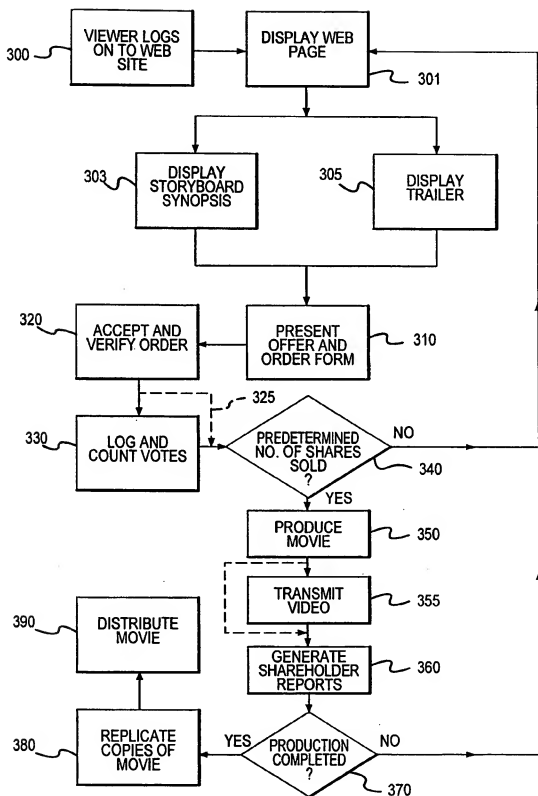 VIEWER LOGS
ON TO WEB
SITE
300
DISPLAY WEB
PAGE
301
303
DISPLAY
STORYBOARD
SYNOPSIS
305
DISPLAY
TRAILER
320
ACCEPT AND
VERIFY ORDER
PRESENT
OFFER AND
ORDER FORM
310
325
330
LOG AND
COUNT VOTES
PREDETERMINED
NO. OF SHARES
SOLD
?
NO
340
YES
PRODUCE
MOVIE
350
TRANSMIT
VIDEO
355
390
DISTRIBUTE
MOVIE
GENERATE
SHAREHOLDER
REPORTS
360
380
REPLICATE
COPIES OF
MOVIE
YES
PRODUCTION
COMPLETED
?
NO
370